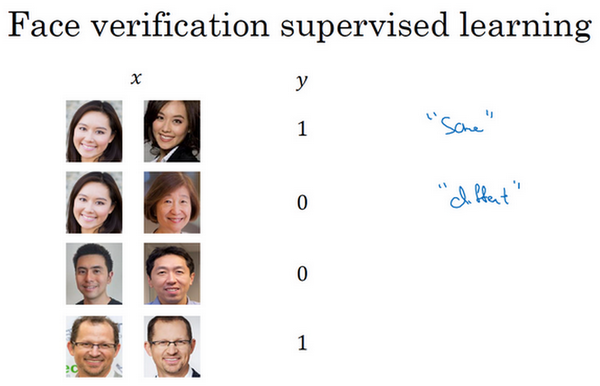 Face verification supervised learning
x y
1 "Same"
0 "different"
0
1